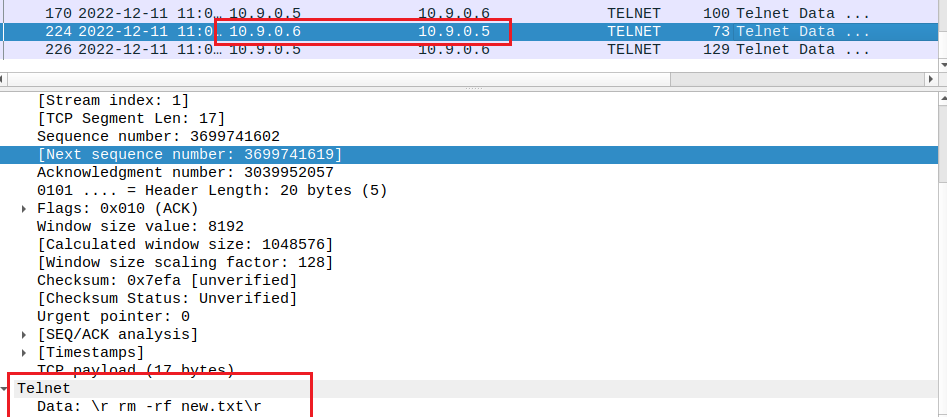 170 2022-12-11 11:0… 10.9.0.5 10.9.0.6 TELNET 100 Telnet Data ...
224 2022-12-11 11:0… 10.9.0.6 10.9.0.5 TELNET 73 Telnet Data ...
226 2022-12-11 11:0… 10.9.0.5 10.9.0.6 TELNET 129 Telnet Data ...
[Stream index: 1]
[TCP Segment Len: 17]
Sequence number: 3699741602
[Next sequence number: 3699741619]
Acknowledgment number: 3039952057
0101 .... = Header Length: 20 bytes (5)
Flags: 0x010 (ACK)
Window size value: 8192
[Calculated window size: 1048576]
[Window size scaling factor: 128]
Checksum: 0x7efa [unverified]
[Checksum Status: Unverified]
Urgent pointer: 0
[SEQ/ACK analysis]
[Timestamps]
TCP payload (17 bytes)
Telnet
Data: \r rm -rf new.txt\r